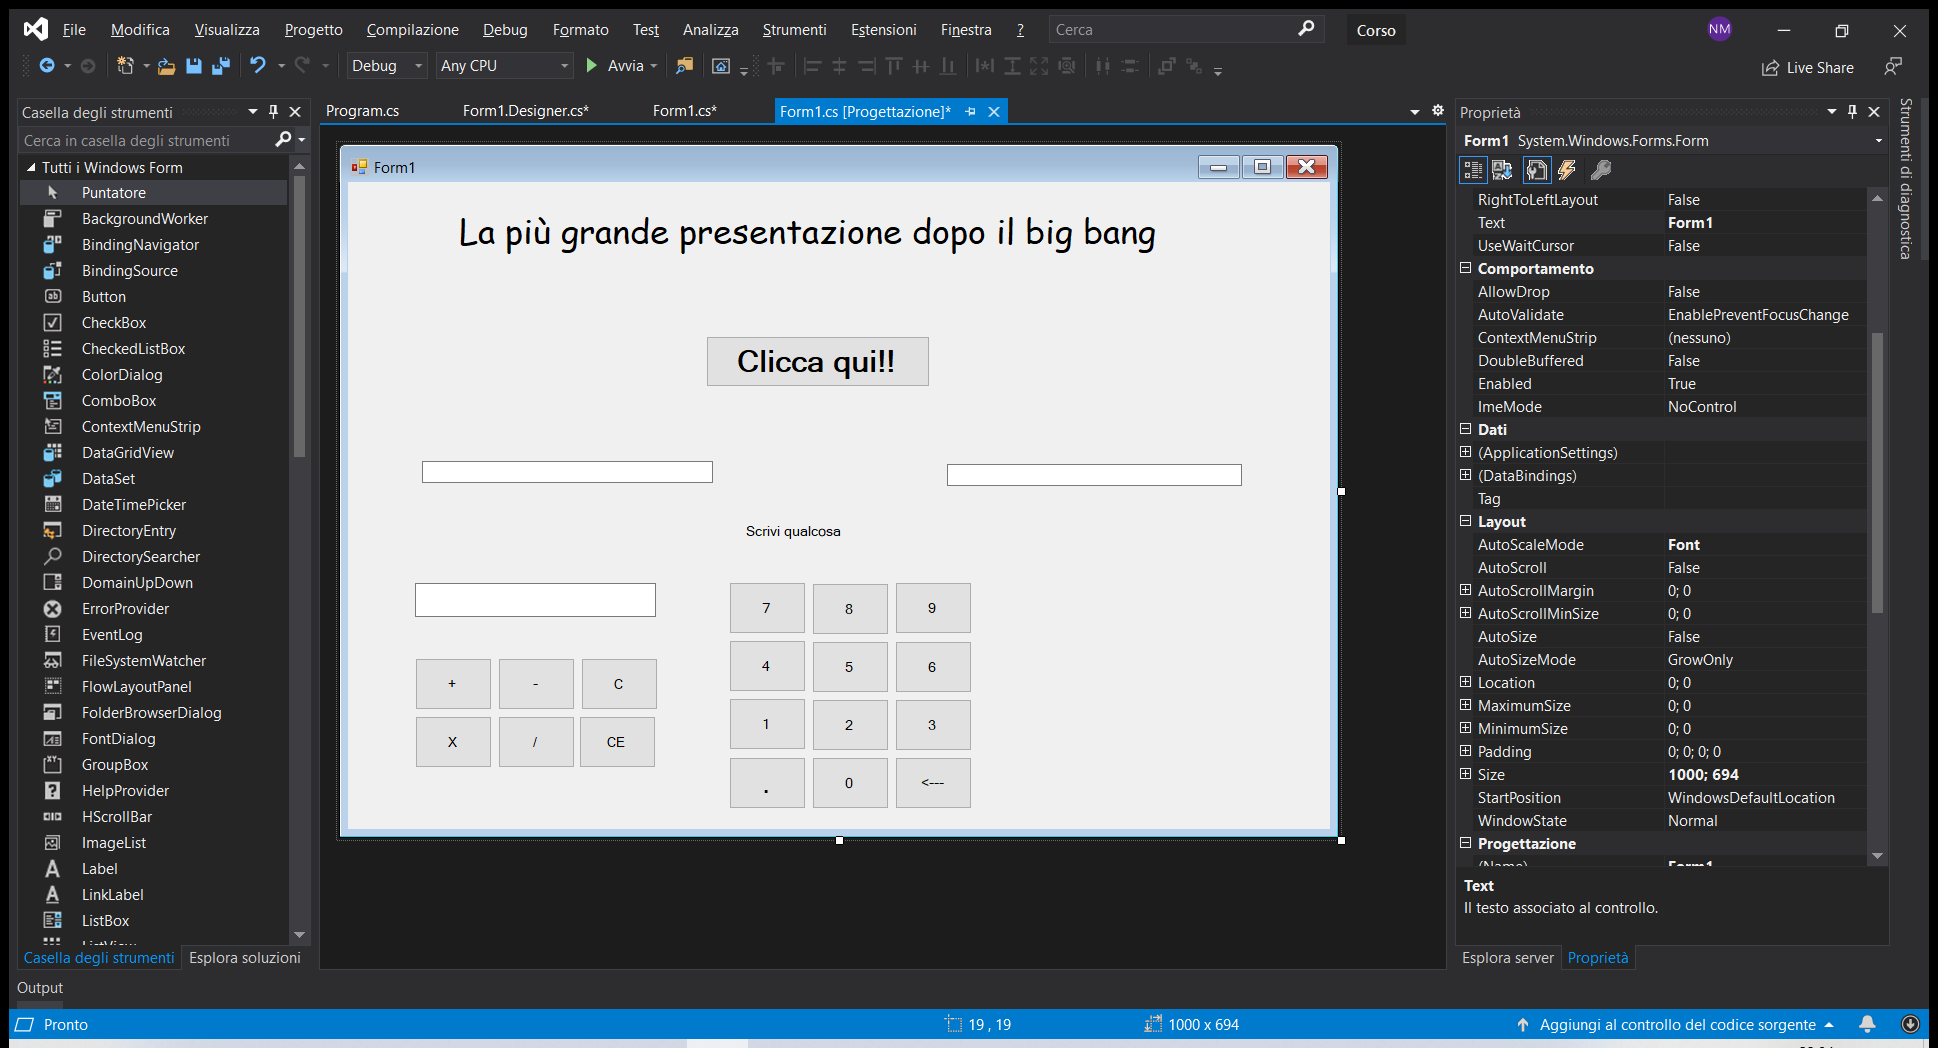 File Modifica Visualizza Progetto Compilazione Debug Formato Test Analizza Strumenti Estensioni Finestra ? Cerca Corso NM
Debug Any CPU Avvia Live Share
Casella degli strumenti
Cerca in casella degli strumenti
Tutti i Windows Form
Puntatore
BackgroundWorker
BindingNavigator
BindingSource
Button
CheckBox
CheckedListBox
ColorDialog
ComboBox
ContextMenuStrip
DataGridView
DataSet
DateTimePicker
DirectoryEntry
DirectorySearcher
DomainUpDown
ErrorProvider
EventLog
FileSystemWatcher
FlowLayoutPanel
FolderBrowserDialog
FontDialog
GroupBox
HelpProvider
HScrollBar
ImageList
Label
LinkLabel
ListBox
ListView
Casella degli strumenti Esplora soluzioni
Program.cs Form1.Designer.cs* Form1.cs* Form1.cs [Progettazione]*
Form1
La più grande presentazione dopo il big bang
Clicca qui!!
Scrivi qualcosa
7 8 9
4 5 6
+ - C
1 2 3
X / CE
. 0 <---
Proprietà
Form1 System.Windows.Forms.Form
RightToLeftLayout False
Text Form1
UseWaitCursor False
Comportamento
AllowDrop False
AutoValidate EnablePreventFocusChange
ContextMenuStrip (nessuno)
DoubleBuffered False
Enabled True
ImeMode NoControl
Dati
(ApplicationSettings)
(DataBindings)
Tag
Layout
AutoScaleMode Font
AutoScroll False
AutoScrollMargin 0; 0
AutoScrollMinSize 0; 0
AutoSize False
AutoSizeMode GrowOnly
Location 0; 0
MaximumSize 0; 0
MinimumSize 0; 0
Padding 0; 0; 0; 0
Size 1000; 694
StartPosition WindowsDefaultLocation
WindowState Normal
Progettazione
(Name) Form1
Text
Il testo associato al controllo.
Esplora server Proprietà
Strumenti di diagnostica
Output
Pronto 19 , 19 1000 x 694 Aggiungi al controllo del codice sorgente